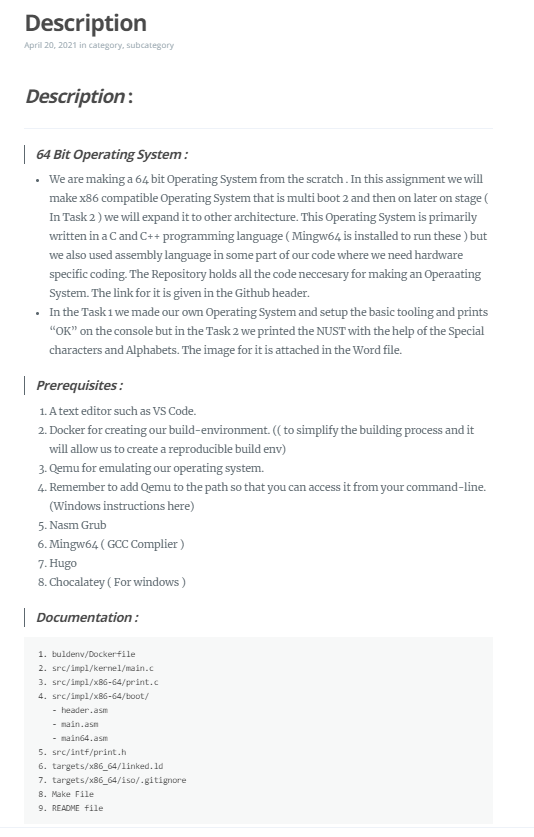 Description
April 20, 2021 in category, subcategory
Description :
64 Bit Operating System :
• We are making a 64 bit Operating System from the scratch . In this assignment we will
make x86 compatible Operating System that is multi boot 2 and then on later on stage (
In Task 2 ) we will expand it to other architecture. This Operating System is primarily
written in a C and C++ programming language ( Mingw64 is installed to run these ) but
we also used assembly language in some part of our code where we need hardware
specific coding. The Repository holds all the code neccesary for making an Operaating
System. The link for it is given in the Github header.
• In the Task 1 we made our own Operating System and setup the basic tooling and prints
“OK” on the console but in the Task 2 we printed the NUST with the help of the Special
characters and Alphabets. The image for it is attached in the Word file.
Prerequisites :
1. A text editor such as VS Code.
2. Docker for creating our build-environment. (( to simplify the building process and it
will allow us to create a reproducible build env)
3. Qemu for emulating our operating system.
4. Remember to add Qemu to the path so that you can access it from your command-line.
(Windows instructions here)
5. Nasm Grub
6. Mingw64 ( GCC Complier )
7. Hugo
8. Chocalatey ( For windows )
Documentation :
1. buldenv/Dockerfile
2. src/impl/kernel/main.c
3. src/impl/x86-64/print.c
4. src/impl/x86-64/boot/
- header.asm
- main.asm
- main64.asm
5. src/intf/print.h
6. targets/x86_64/linked.ld
7. targets/x86_64/iso/.gitignore
8. Make File
9. README file